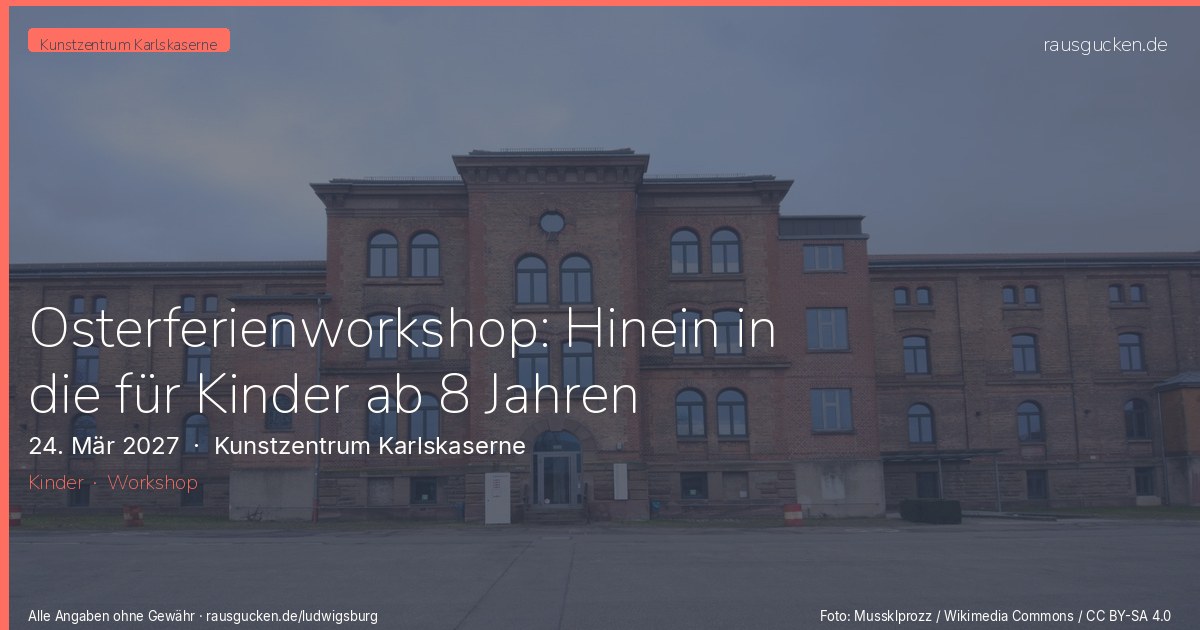 Kunstzentrum Karlskaserne
rausgucken.de
Osterferienworkshop: Hinein in
die für Kinder ab 8 Jahren
24. Mär 2027 · Kunstzentrum Karlskaserne
Kinder · Workshop
Alle Angaben ohne Gewähr · rausgucken.de/ludwigsburg
Foto: Mussklprozz / Wikimedia Commons / CC BY-SA 4.0